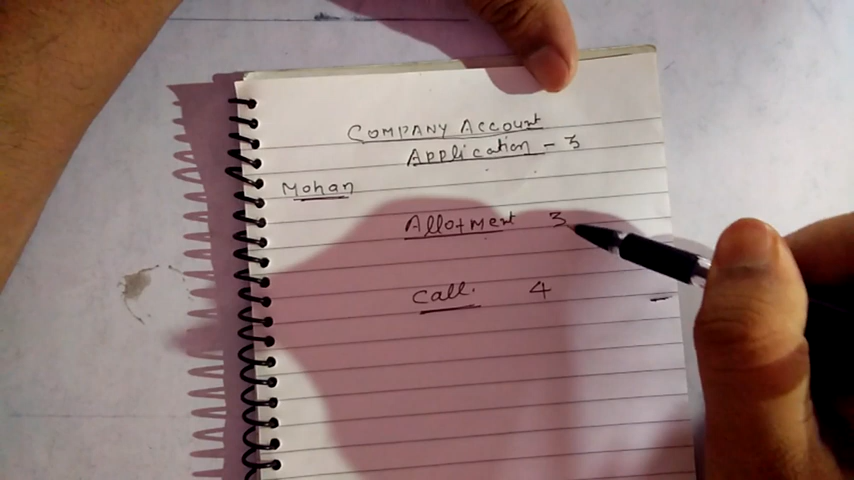 COMPANY ACCOUNT
Application - 3
Mohan
Allotment 3
Call. 4